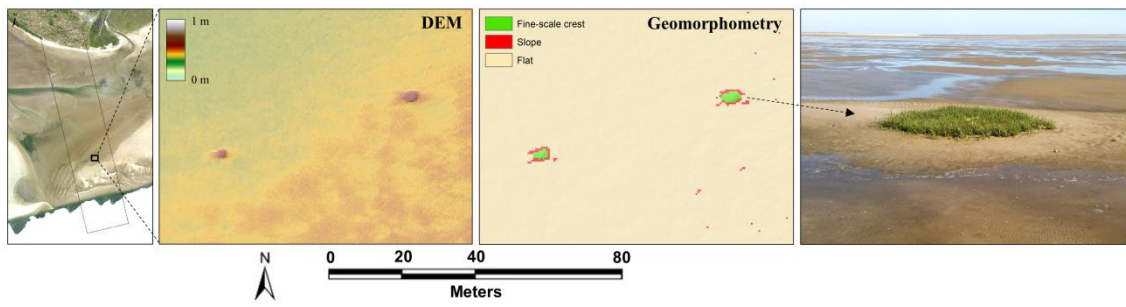 1 m
0 m
DEM
Geomorphometry
Fine-scale crest
Slope
Flat
N
0 20 40 80
Meters